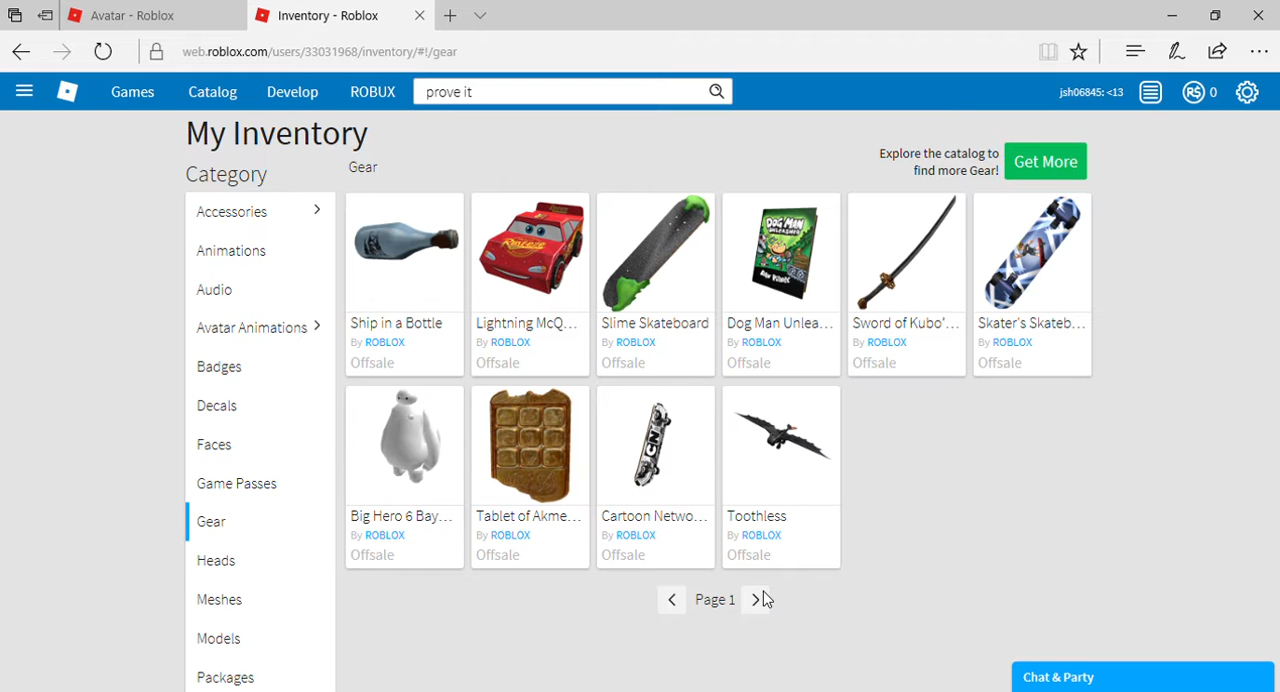 Avatar - Roblox
Inventory - Roblox
web.roblox.com/users/33031968/inventory/#!/gear
Games
Catalog
Develop
ROBUX
prove it
jsh06845: <13
R$ 0
My Inventory
Category
Gear
Explore the catalog to
find more Gear!
Get More
Accessories
Animations
Audio
Avatar Animations
Badges
Decals
Faces
Game Passes
Gear
Heads
Meshes
Models
Packages
Ship in a Bottle
By ROBLOX
Offsale
Lightning McQ...
By ROBLOX
Offsale
Slime Skateboard
By ROBLOX
Offsale
DOG MAN
UNLEASHED
Dog Man Unlea...
By ROBLOX
Offsale
Sword of Kubo'...
By ROBLOX
Offsale
Skater's Skateb...
By ROBLOX
Offsale
Big Hero 6 Bay...
By ROBLOX
Offsale
Tablet of Akme...
By ROBLOX
Offsale
CN
Cartoon Netwo...
By ROBLOX
Offsale
Toothless
By ROBLOX
Offsale
Page 1
Chat & Party